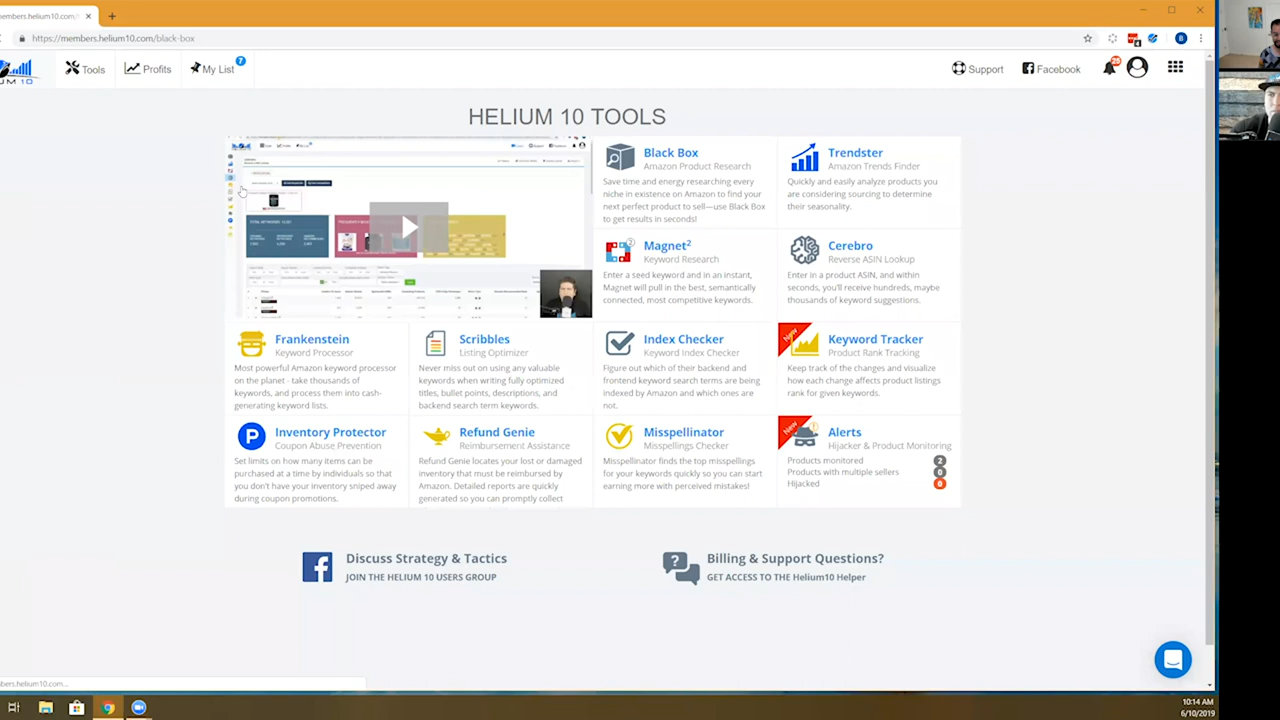 members.helium10.com/
https://members.helium10.com/black-box
UM 10
Tools
Profits
My List
7
Support
Facebook
20
B
4
HELIUM 10 TOOLS
Black Box
Amazon Product Research
Save time and energy researching every
niche in existence on Amazon to find your
next perfect product to sell—use Black Box
to get results in seconds!
Trendster
Amazon Trends Finder
Quickly and easily analyze products you
are considering sourcing to determine
their seasonality.
Magnet²
Keyword Research
Enter a seed keyword and in an instant,
Magnet will pull in the best, semantically
connected, most competitive keywords.
Cerebro
Reverse ASIN Lookup
Enter in a product ASIN, and within
seconds, you'll receive hundreds, maybe
thousands of keyword suggestions.
Frankenstein
Keyword Processor
Most powerful Amazon keyword processor
on the planet - take thousands of
keywords, and process them into cash-
generating keyword lists.
Scribbles
Listing Optimizer
Never miss out on using any valuable
keywords when writing fully optimized
titles, bullet points, descriptions, and
backend search term keywords.
Index Checker
Keyword Index Checker
Figure out which of their backend and
frontend keyword search terms are being
indexed by Amazon and which ones are
not.
New
Keyword Tracker
Product Rank Tracking
Keep track of the changes and visualize
how each change affects product listings
rank for given keywords.
P
Inventory Protector
Coupon Abuse Prevention
Set limits on how many items can be
purchased at a time by individuals so that
you don't have your inventory sniped away
during coupon promotions.
Refund Genie
Reimbursement Assistance
Refund Genie locates your lost or damaged
inventory that must be reimbursed by
Amazon. Detailed reports are quickly
generated so you can promptly collect
Misspellinator
Misspellings Checker
Misspellinator finds the top misspellings
for your keywords quickly so you can start
earning more with perceived mistakes!
New
Alerts
Hijacker & Product Monitoring
Products monitored 2
Products with multiple sellers 0
Hijacked 0
Discuss Strategy & Tactics
JOIN THE HELIUM 10 USERS GROUP
Billing & Support Questions?
GET ACCESS TO THE Helium10 Helper
members.helium10.com...
10:14 AM
6/10/2019